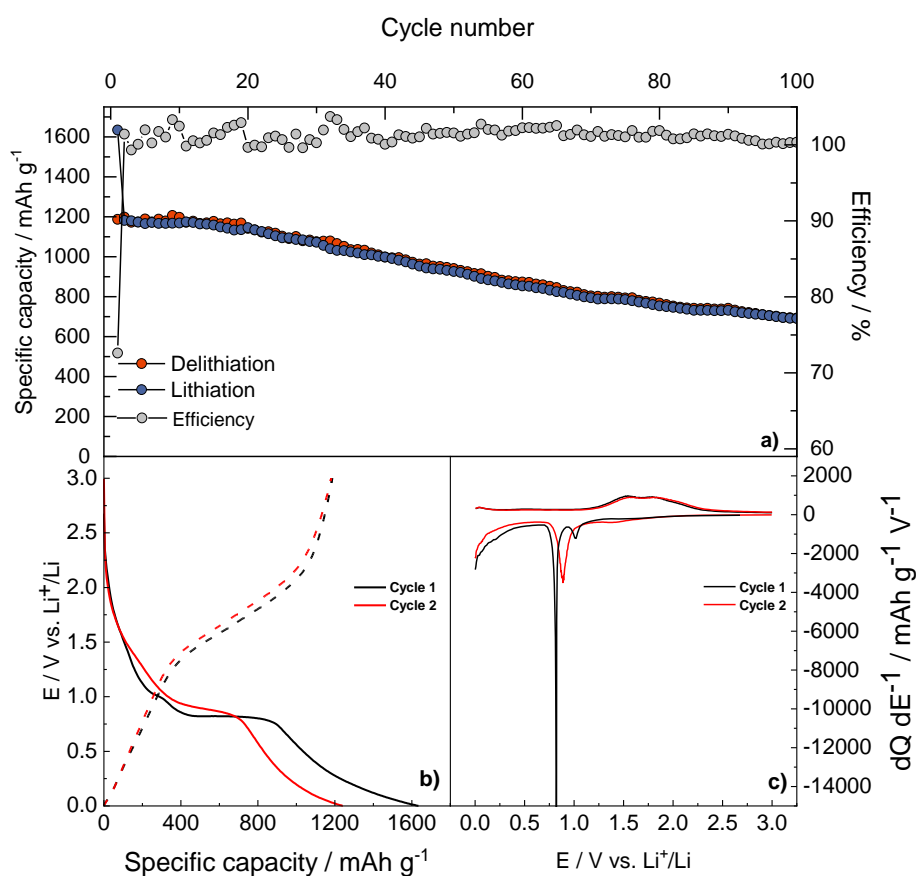 Cycle number
0 20 40 60 80 100
1600
1400
1200
1000
800
600
400
200
0
Specific capacity / mAh g⁻¹
100
90
80
70
60
Efficiency / %
Delithiation
Lithiation
Efficiency
a)
3.0
2.5
2.0
1.5
1.0
0.5
0.0
E / V vs. Li⁺/Li
Cycle 1
Cycle 2
b)
0 400 800 1200 1600
Specific capacity / mAh g⁻¹
2000
0
-2000
-4000
-6000
-8000
-10000
-12000
-14000
dQ dE⁻¹ / mAh g⁻¹ V⁻¹
Cycle 1
Cycle 2
c)
0.0 0.5 1.0 1.5 2.0 2.5 3.0
E / V vs. Li⁺/Li